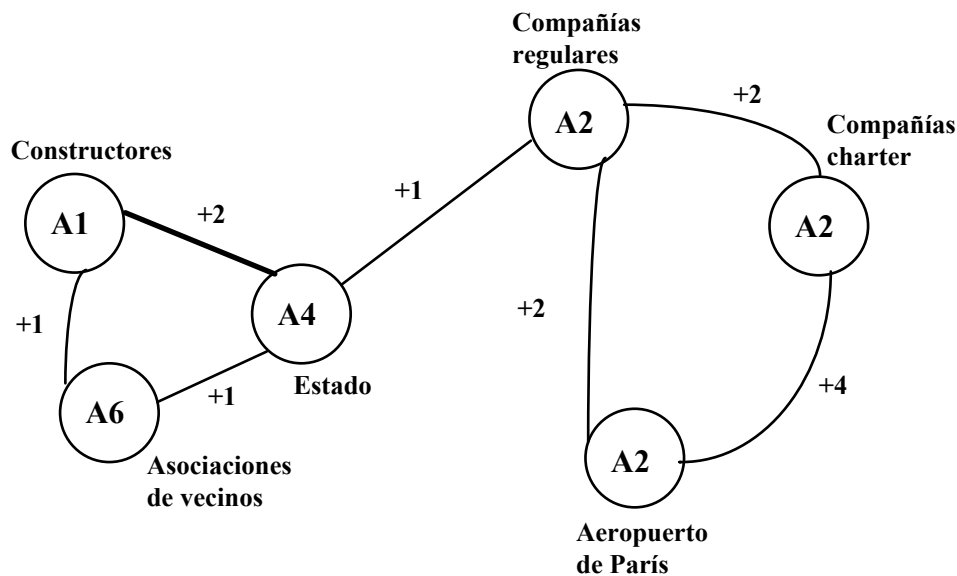 Compañías
regulares
+2
A2
Compañías
charter
Constructores
+1
+2
A1
A2
+2
+1
A4
+4
Estado
+1
A6
A2
Asociaciones
de vecinos
Aeropuerto
de París